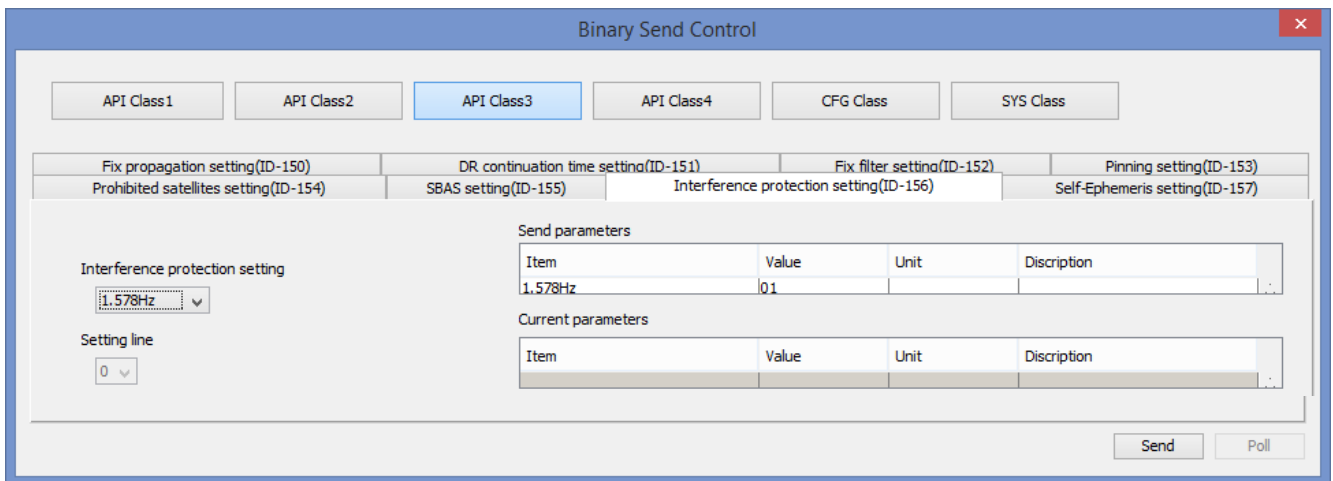 Binary Send Control
API Class1 API Class2 API Class3 API Class4 CFG Class SYS Class
Fix propagation setting(ID-150) DR continuation time setting(ID-151) Fix filter setting(ID-152) Pinning setting(ID-153)
Prohibited satellites setting(ID-154) SBAS setting(ID-155) Interference protection setting(ID-156) Self-Ephemeris setting(ID-157)
Interference protection setting
1.578Hz
Setting line
0
Send parameters
Item Value Unit Discription
1.578Hz 01
Current parameters
Item Value Unit Discription
Send Poll